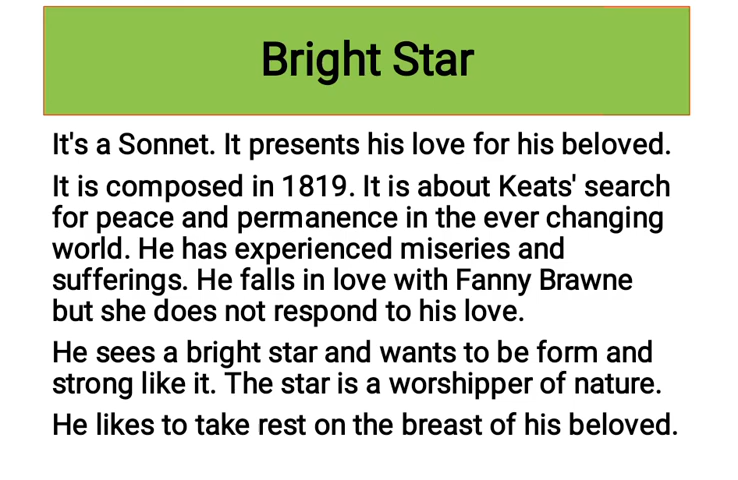 Bright Star
It's a Sonnet. It presents his love for his beloved.
It is composed in 1819. It is about Keats' search
for peace and permanence in the ever changing
world. He has experienced miseries and
sufferings. He falls in love with Fanny Brawne
but she does not respond to his love.
He sees a bright star and wants to be form and
strong like it. The star is a worshipper of nature.
He likes to take rest on the breast of his beloved.